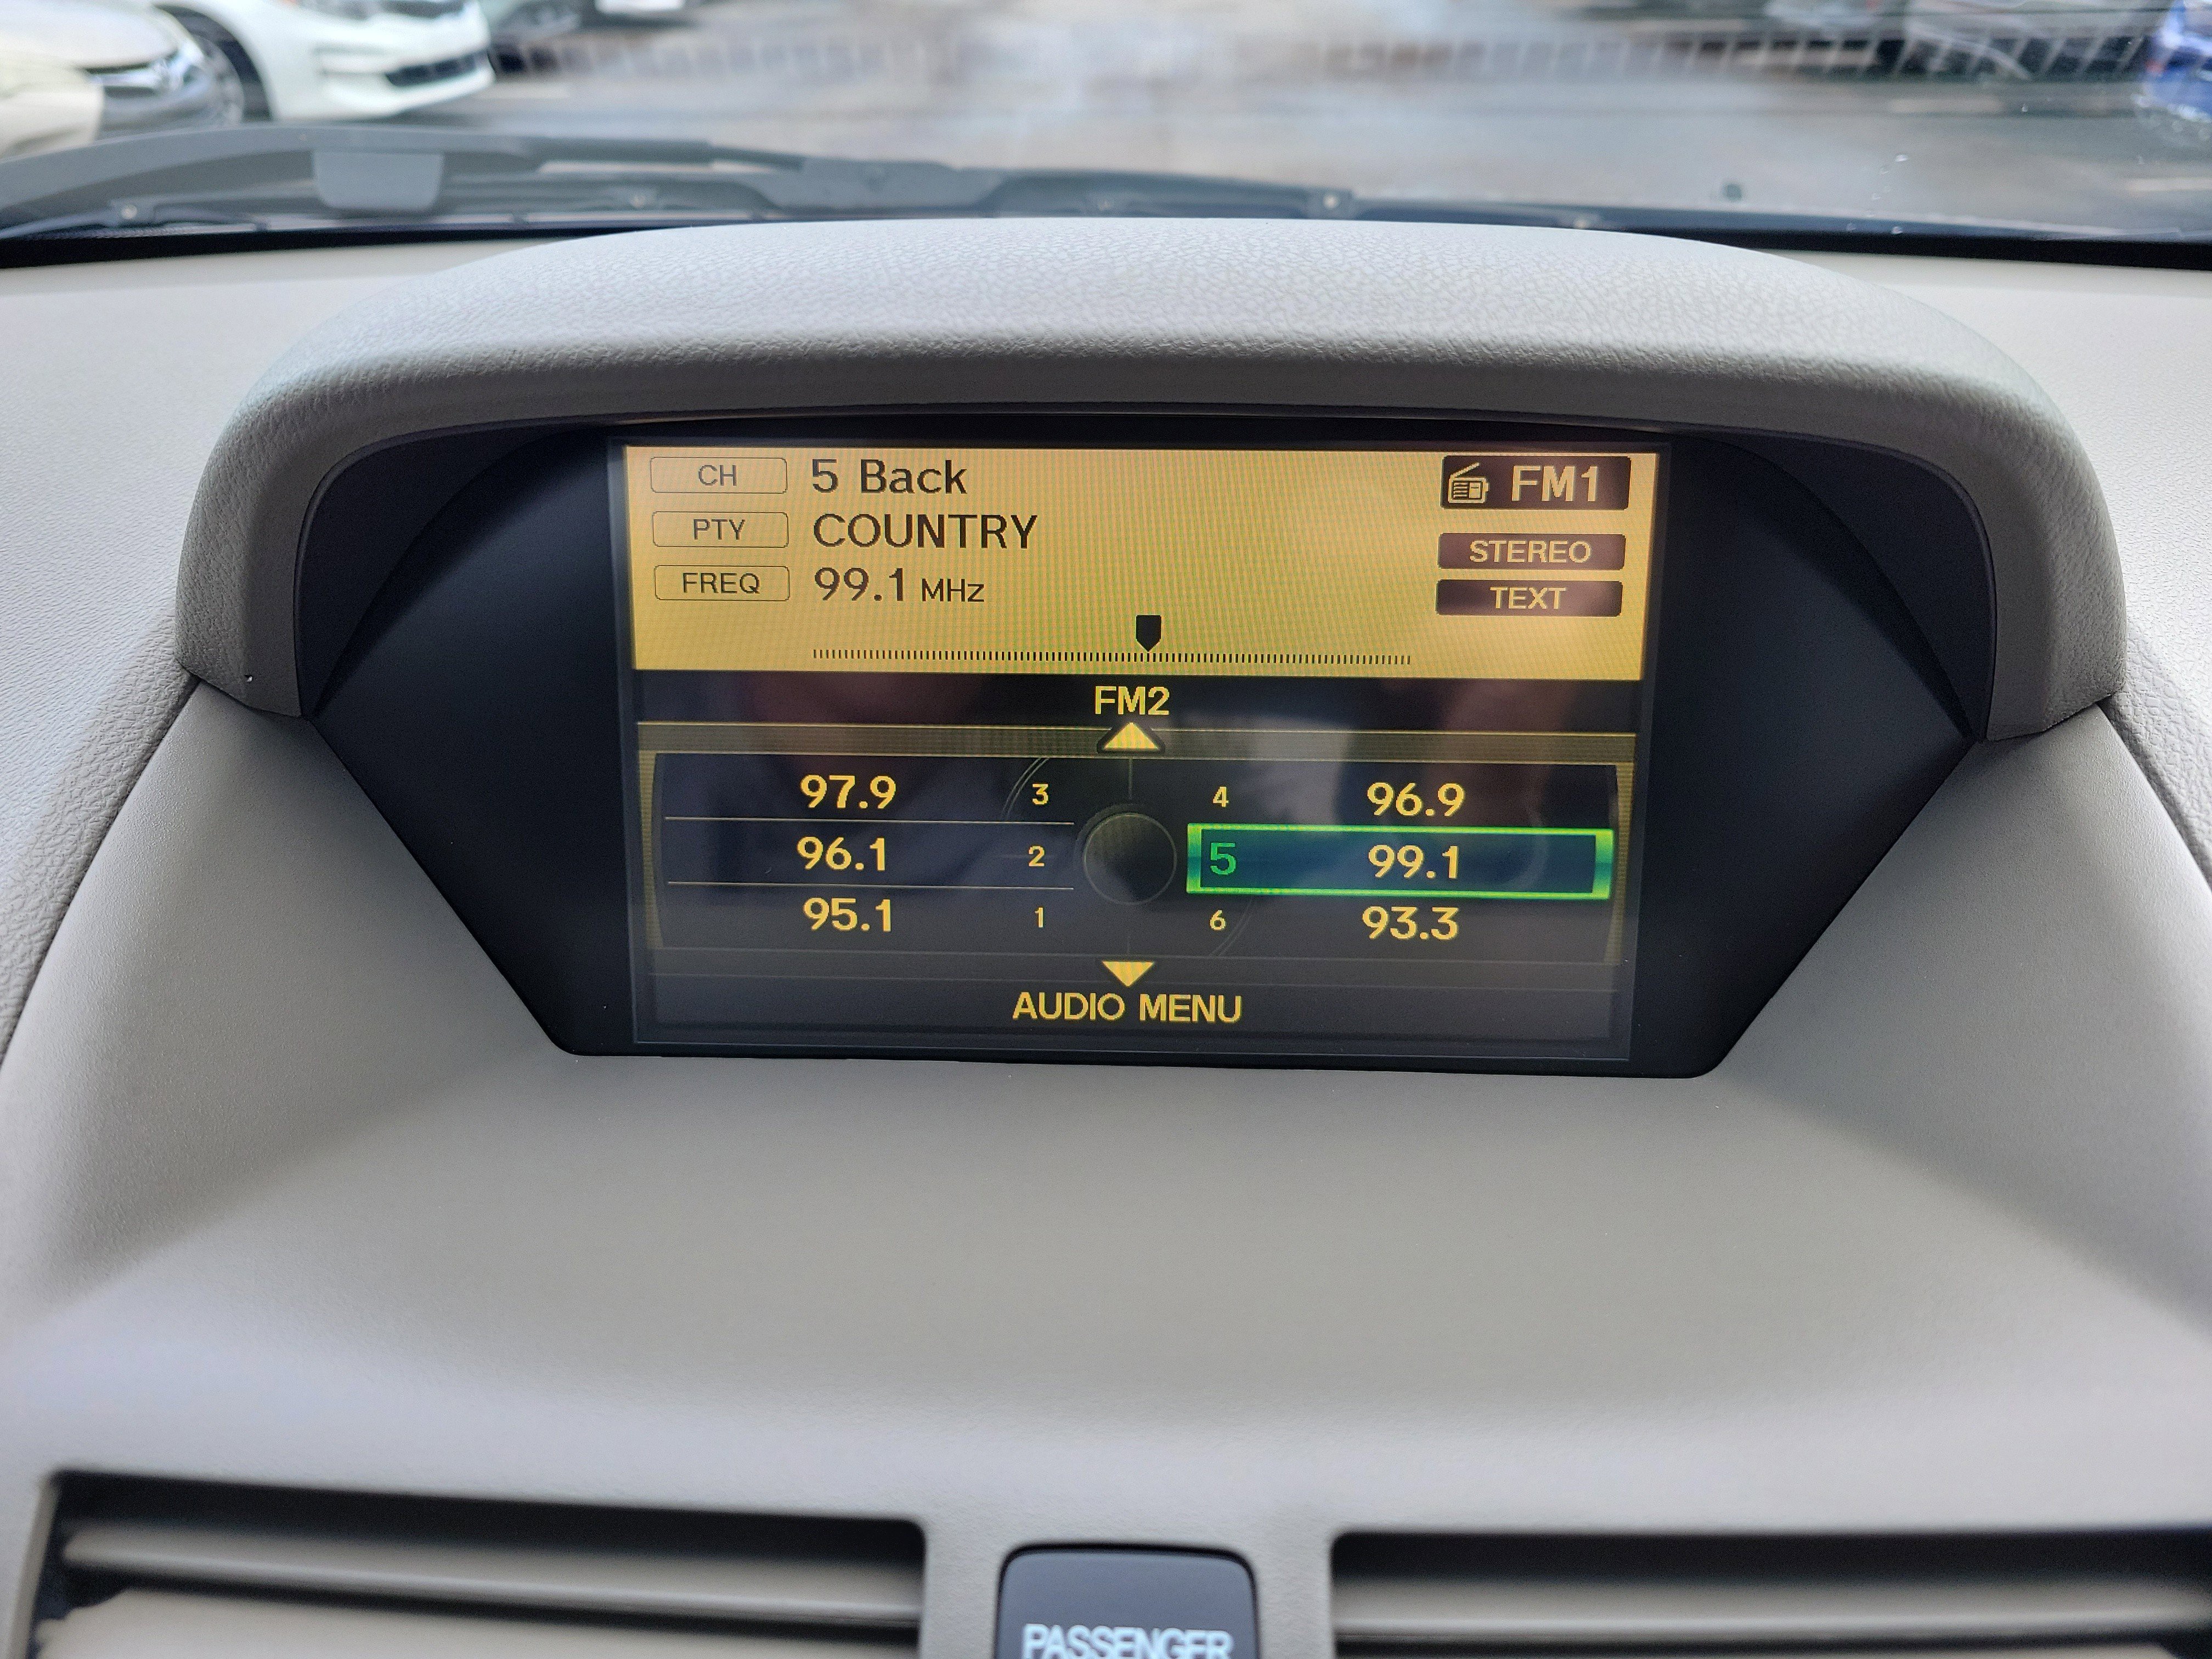 CH 5 Back FM1
PTY COUNTRY STEREO
FREQ 99.1 MHz TEXT
FM2
97.9 3 4 96.9
96.1 2 5 99.1
95.1 1 6 93.3
AUDIO MENU
PASSENGER